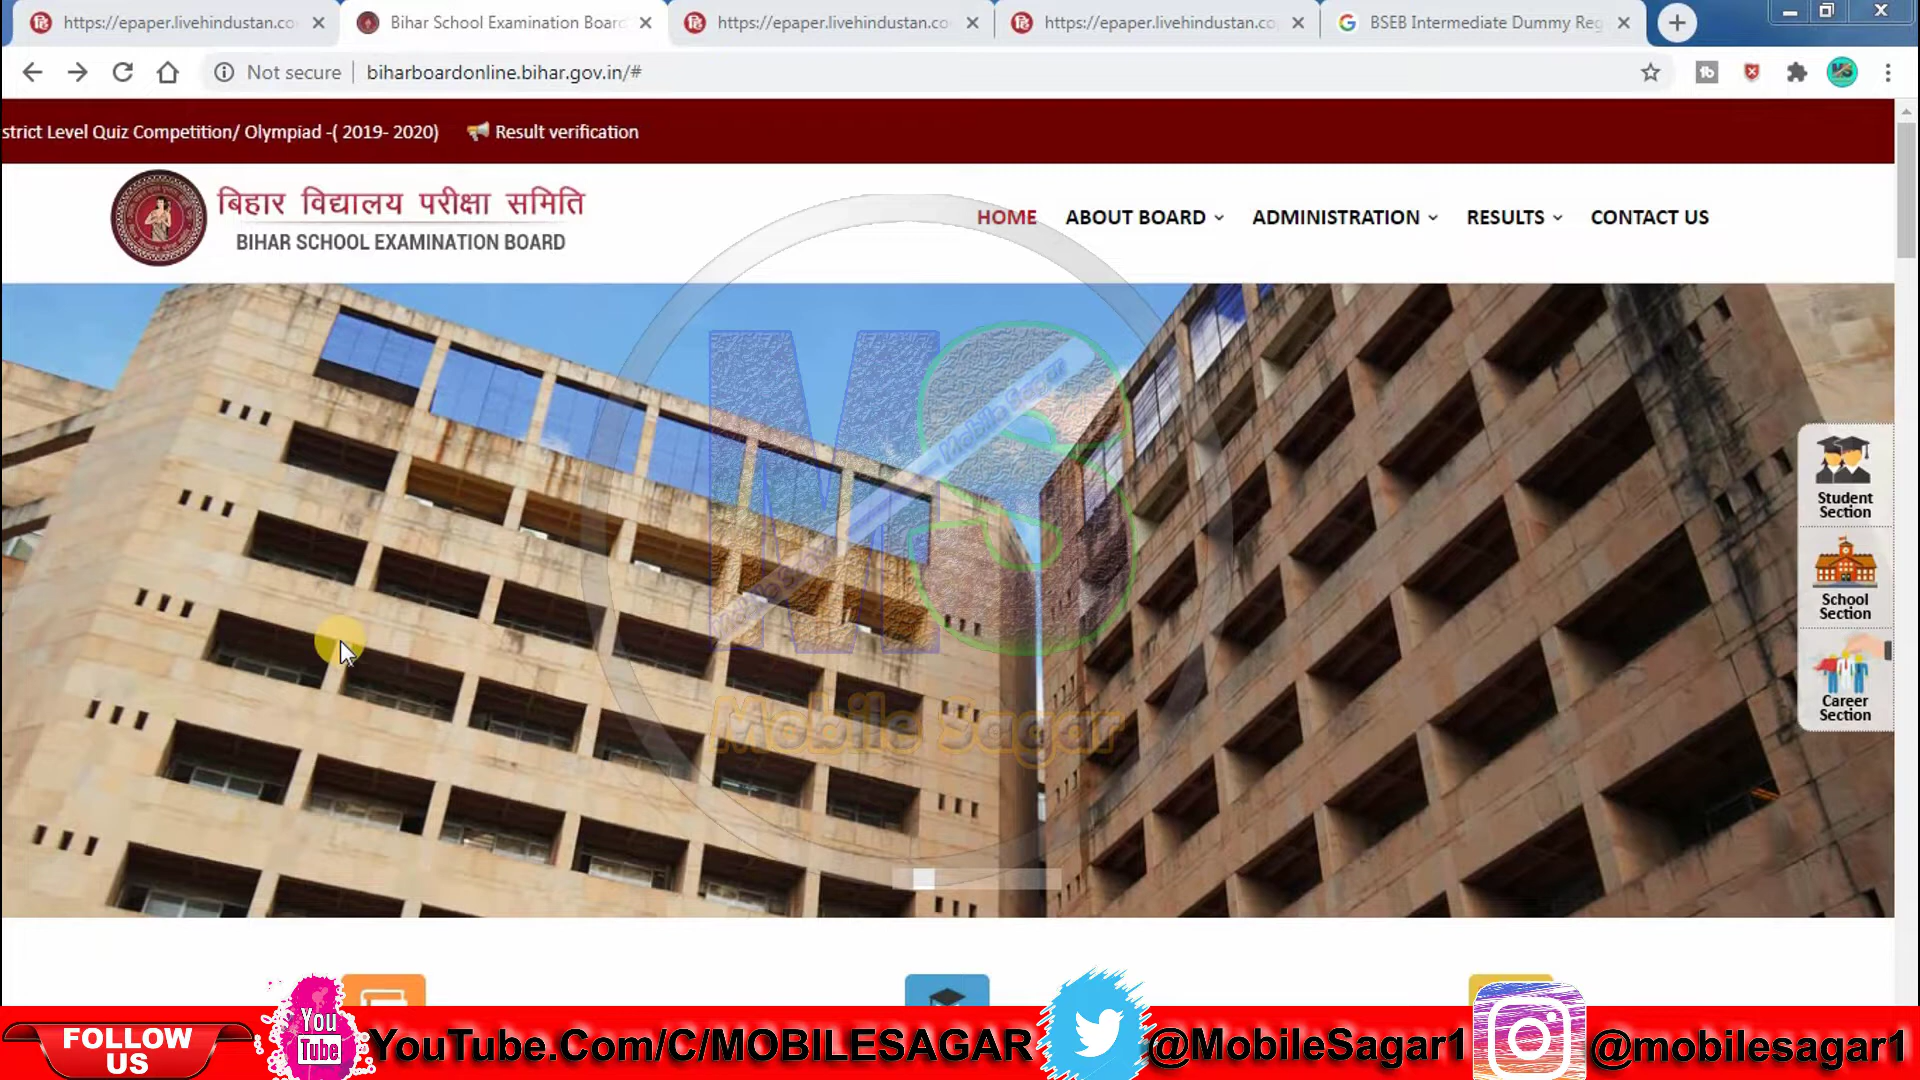 https://epaper.livehindustan.co
Bihar School Examination Board
https://epaper.livehindustan.co
https://epaper.livehindustan.co
BSEB Intermediate Dummy Reg
Not secure
biharboardonline.bihar.gov.in/#
strict Level Quiz Competition/ Olympiad -( 2019- 2020)
Result verification
बिहार विद्यालय परीक्षा समिति
BIHAR SCHOOL EXAMINATION BOARD
HOME
ABOUT BOARD
ADMINISTRATION
RESULTS
CONTACT US
MS
Mobile Sagar
Mobile Sagar
Student
Section
School
Section
Career
Section
FOLLOW
US
You
Tube
YouTube.Com/C/MOBILESAGAR
@MobileSagar1
@mobilesagar1